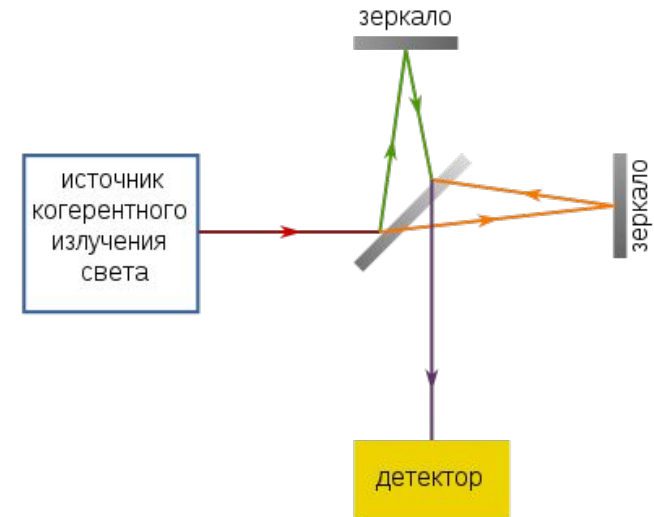 зеркало
источник
когерентного
излучения
света
зеркало
детектор